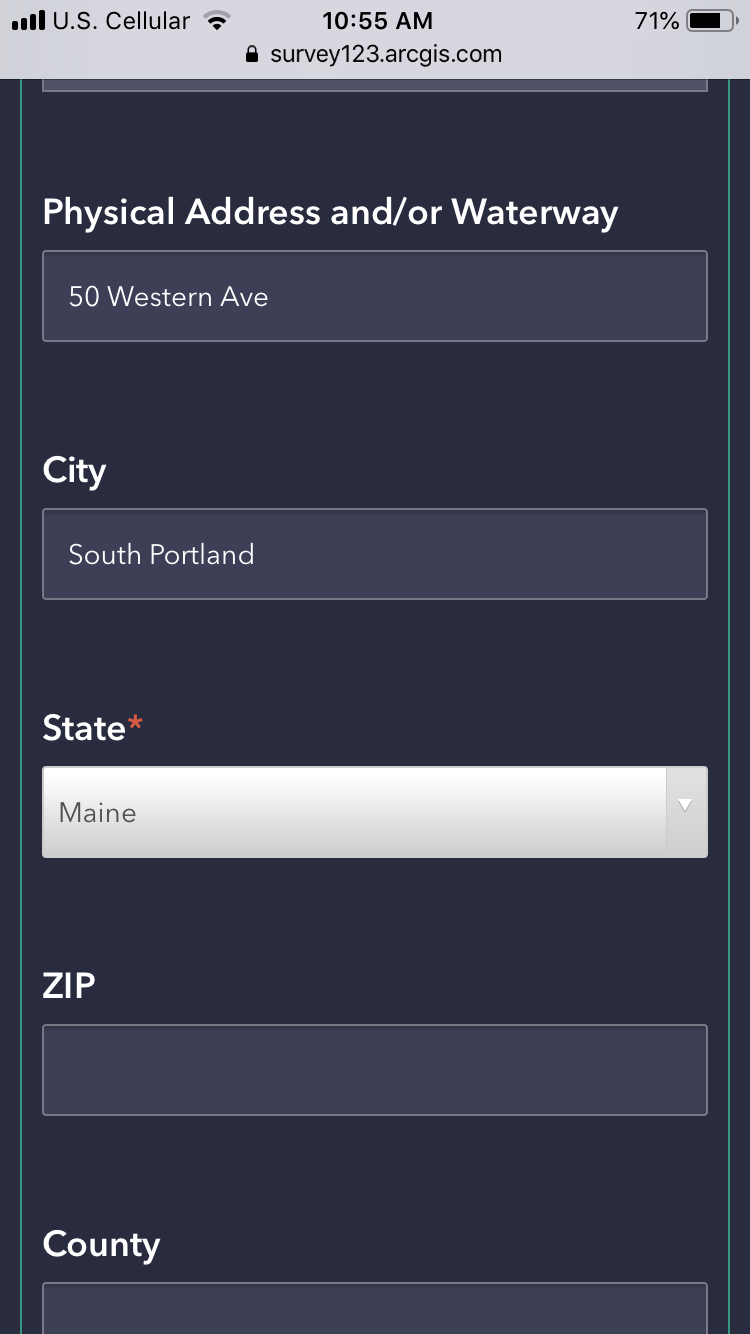 U.S. Cellular 10:55 AM 71%
survey123.arcgis.com
Physical Address and/or Waterway
50 Western Ave
City
South Portland
State*
Maine
ZIP
County